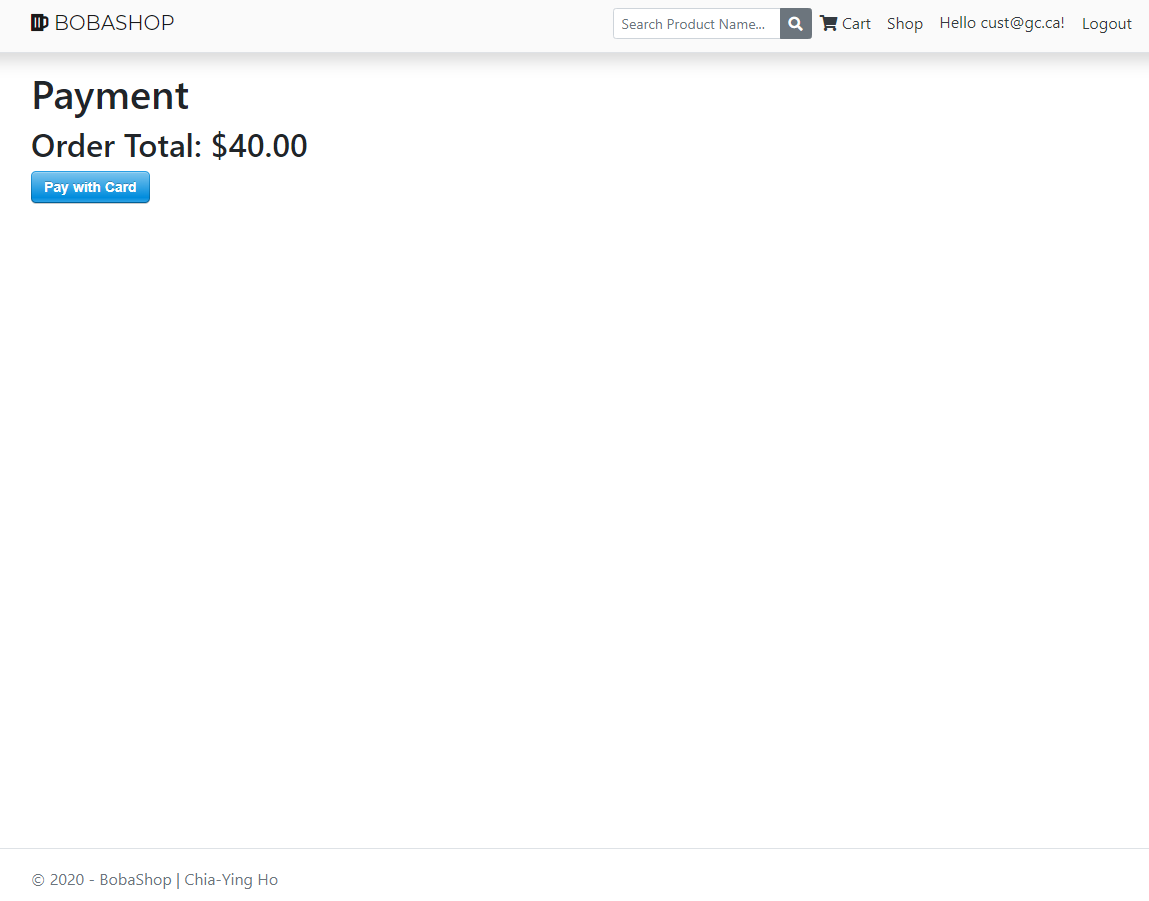 BOBASHOP
Search Product Name...
Cart
Shop
Hello cust@gc.ca!
Logout
Payment
Order Total: $40.00
Pay with Card
© 2020 - BobaShop | Chia-Ying Ho